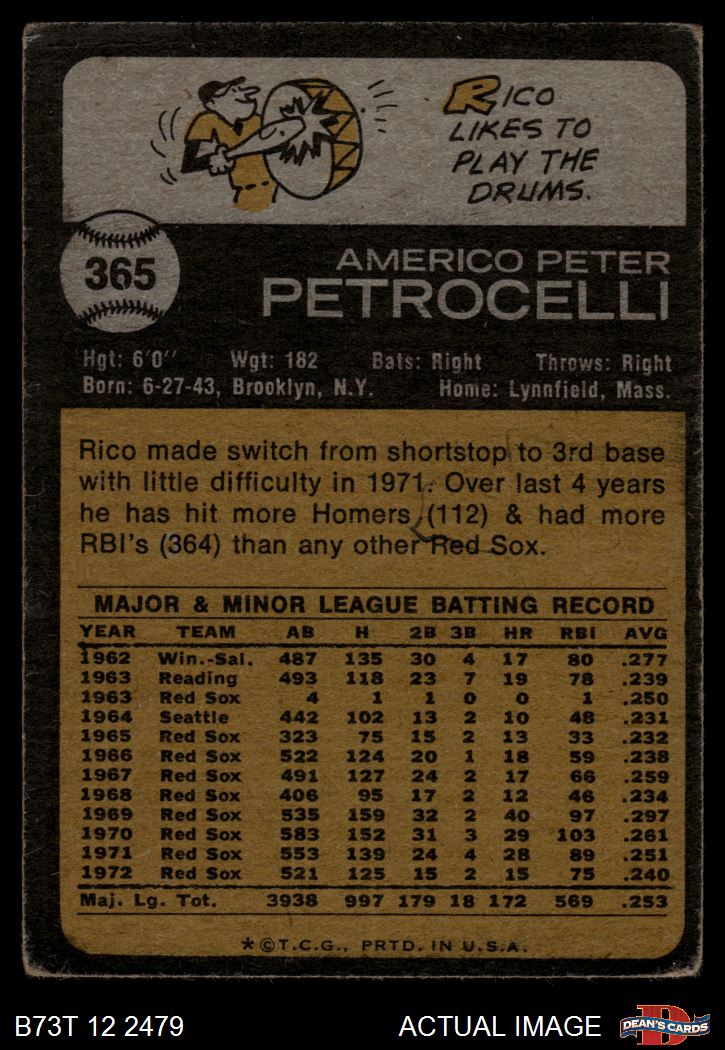 RICO
LIKES TO
PLAY THE
DRUMS.
365
AMERICO PETER
PETROCELLI
Hgt: 6'0" Wgt: 182 Bats: Right Throws: Right
Born: 6-27-43, Brooklyn, N.Y. Home: Lynnfield, Mass.
Rico made switch from shortstop to 3rd base
with little difficulty in 1971. Over last 4 years
he has hit more Homers (112) & had more
RBI's (364) than any other Red Sox.
MAJOR & MINOR LEAGUE BATTING RECORD
YEAR TEAM AB H 2B 3B HR RBI AVG
1962 Win.-Sal. 487 135 30 4 17 80 .277
1963 Reading 493 118 23 7 19 78 .239
1963 Red Sox 4 1 1 0 0 1 .250
1964 Seattle 442 102 13 2 10 48 .231
1965 Red Sox 323 75 15 2 13 33 .232
1966 Red Sox 522 124 20 1 18 59 .238
1967 Red Sox 491 127 24 2 17 66 .259
1968 Red Sox 406 95 17 2 12 46 .234
1969 Red Sox 535 159 32 2 40 97 .297
1970 Red Sox 583 152 31 3 29 103 .261
1971 Red Sox 553 139 24 4 28 89 .251
1972 Red Sox 521 125 15 2 15 75 .240
Maj. Lg. Tot. 3938 997 179 18 172 569 .253
*©T.C.G., PRTD. IN U.S.A.
B73T 12 2479 ACTUAL IMAGE DEAN'S CARDS